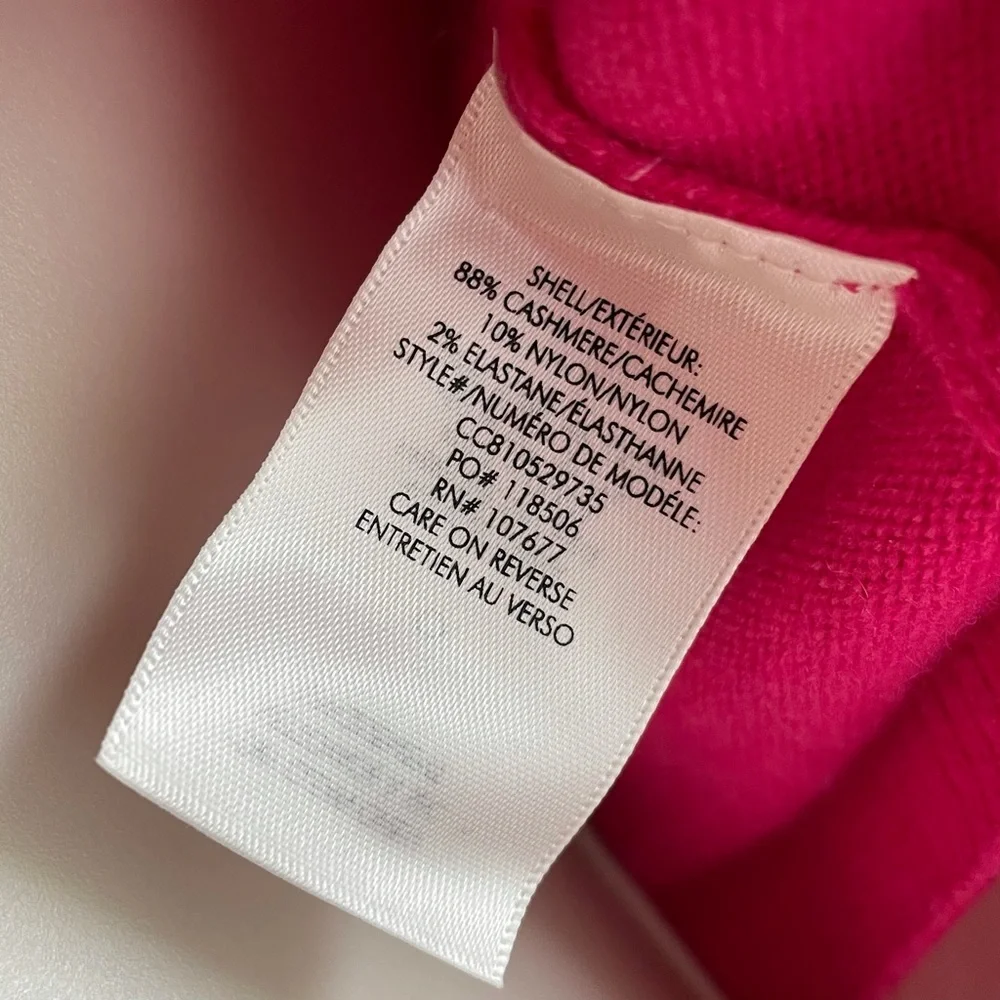 SHELL/EXTÉRIEUR:
88% CASHMERE/CACHEMIRE
10% NYLON/NYLON
2% ELASTANE/ÉLASTHANNE
STYLE#/NUMÉRO DE MODÉLE:
CC810529735
PO# 118506
RN# 107677
CARE ON REVERSE
ENTRETIEN AU VERSO